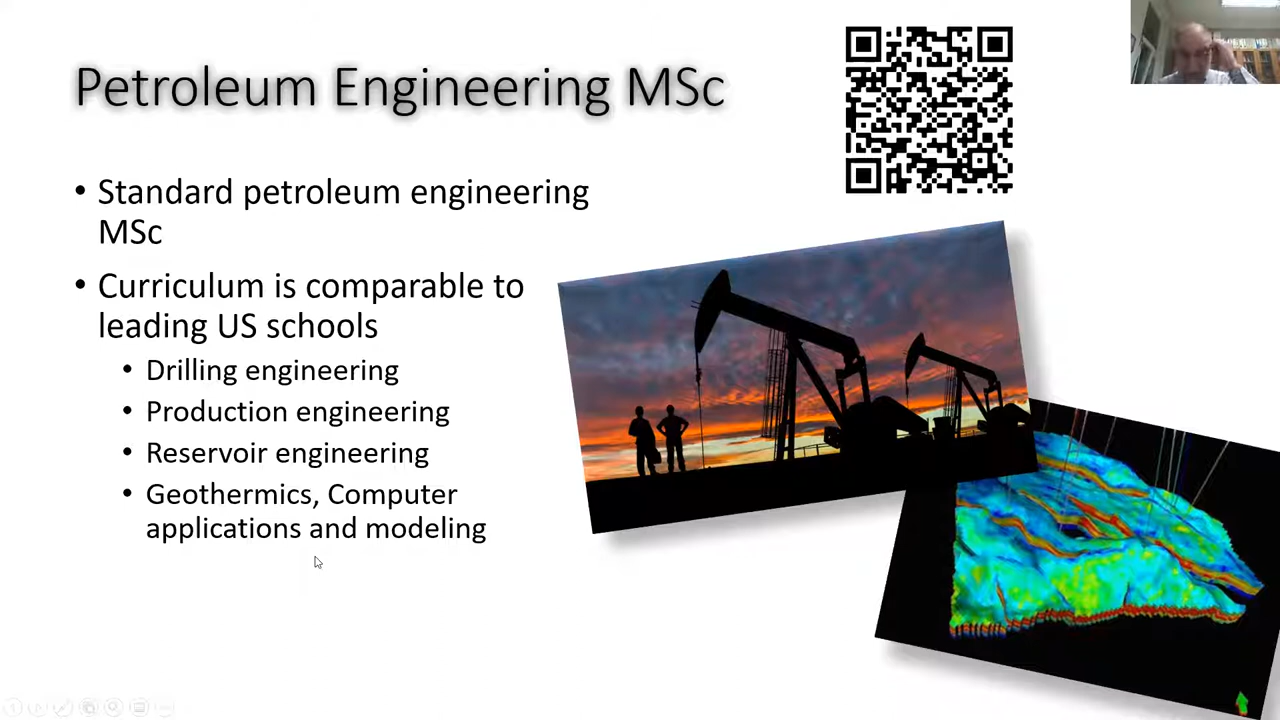 Petroleum Engineering MSc
• Standard petroleum engineering
MSc
• Curriculum is comparable to
leading US schools
• Drilling engineering
• Production engineering
• Reservoir engineering
• Geothermics, Computer
applications and modeling